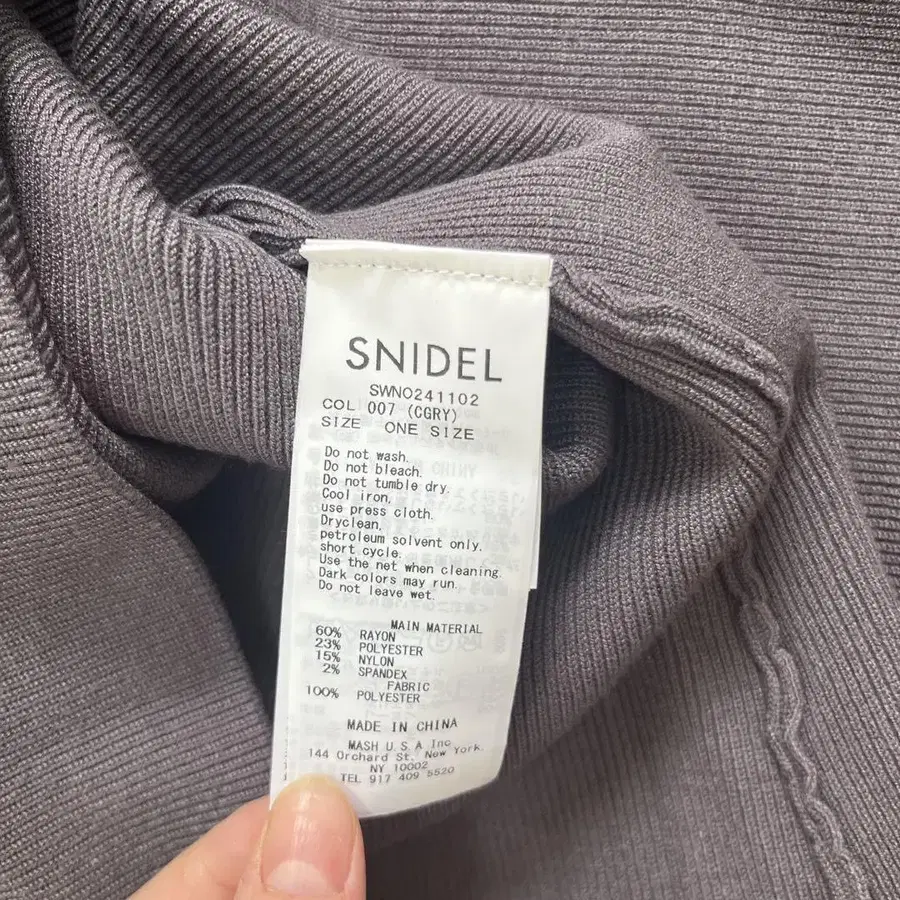 SNIDEL
SWNO241102
COL 007 (CGRY)
SIZE ONE SIZE
Do not wash.
Do not bleach.
Do not tumble dry.
Cool iron,
use press cloth.
Dryclean,
petroleum solvent only.
short cycle.
Use the net when cleaning.
Dark colors may run.
Do not leave wet.
MAIN MATERIAL
60% RAYON
23% POLYESTER
15% NYLON
2% SPANDEX
FABRIC
100% POLYESTER
MADE IN CHINA
MASH U.S.A Inc
144 Orchard St, New York
NY 10002
TEL 917 409 5520